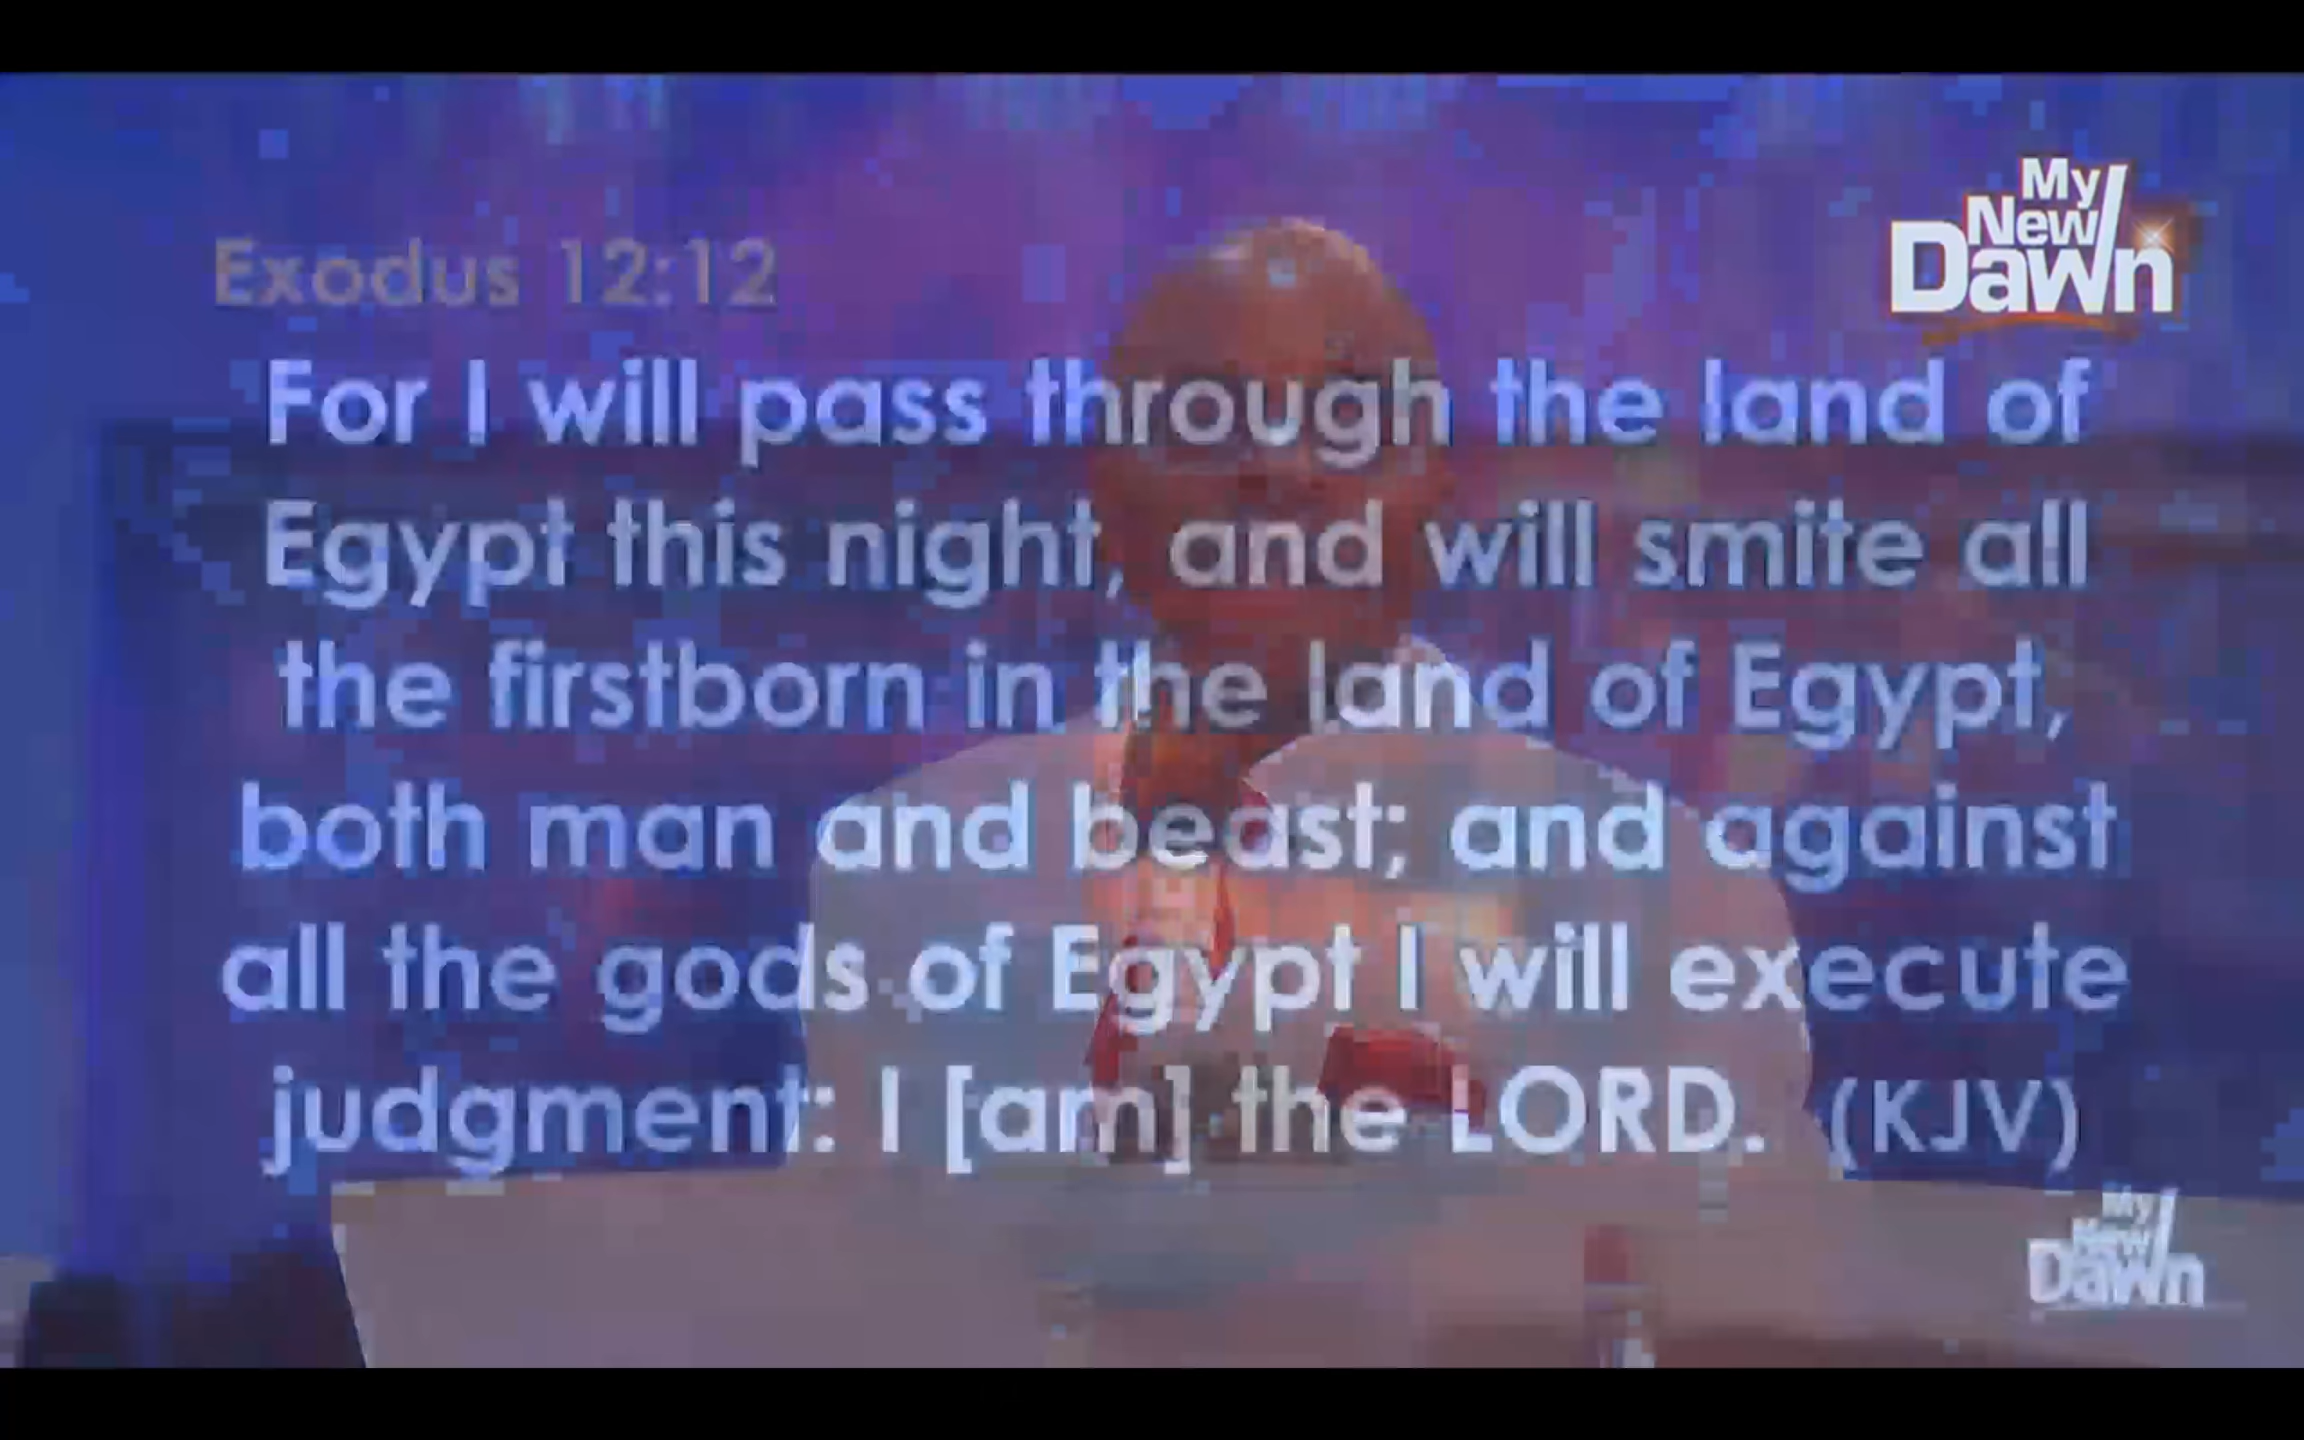 My
New
Dawn
Exodus 12:12
For I will pass through the land of
Egypt this night, and will smite all
the firstborn in the land of Egypt,
both man and beast; and against
all the gods of Egypt I will execute
judgment: I [am] the LORD. (KJV)
My
New
Dawn